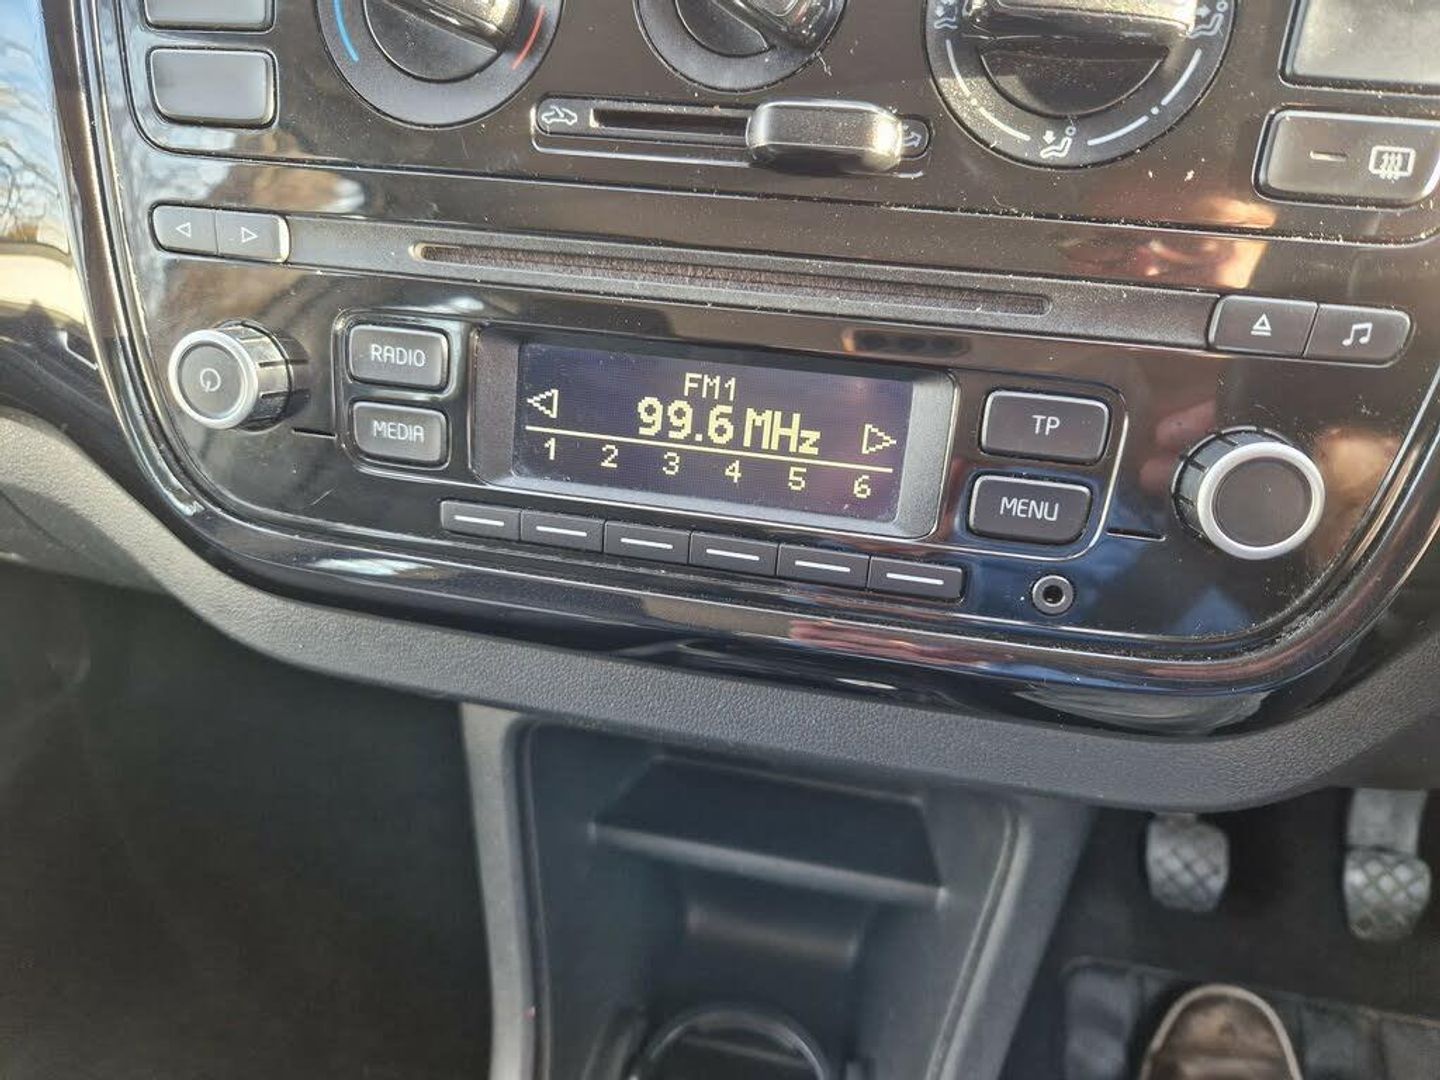 RADIO
MEDIA
FM1
99.6 MHz
1 2 3 4 5 6
TP
MENU